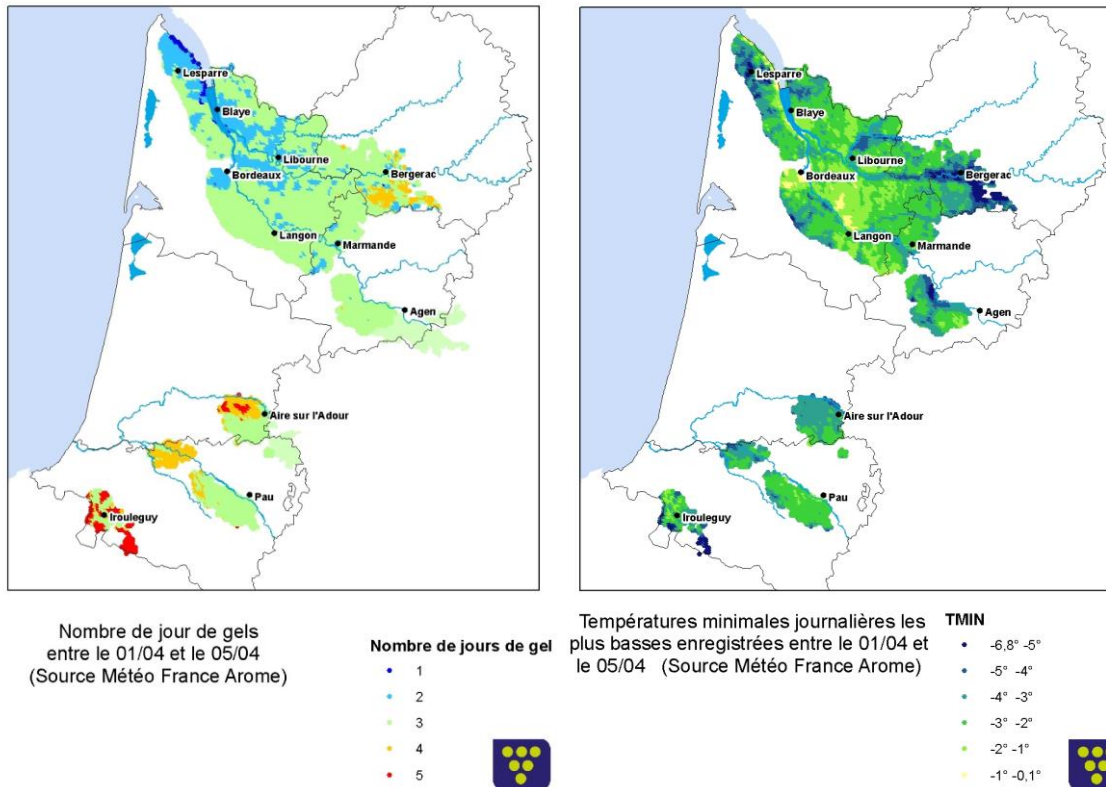 Lesparre
Blaye
Libourne
Bordeaux
Bergerac
Langon
Marmande
Agen
Aire sur l'Adour
Pau
Irouleguy
Nombre de jour de gels
entre le 01/04 et le 05/04
(Source Météo France Arome)
Nombre de jours de gel
1
2
3
4
5
Lesparre
Blaye
Libourne
Bordeaux
Bergerac
Langon
Marmande
Agen
Aire sur l'Adour
Pau
Irouleguy
Températures minimales journalières les
plus basses enregistrées entre le 01/04 et
le 05/04 (Source Météo France Arome)
TMIN
-6,8° -5°
-5° -4°
-4° -3°
-3° -2°
-2° -1°
-1° -0,1°